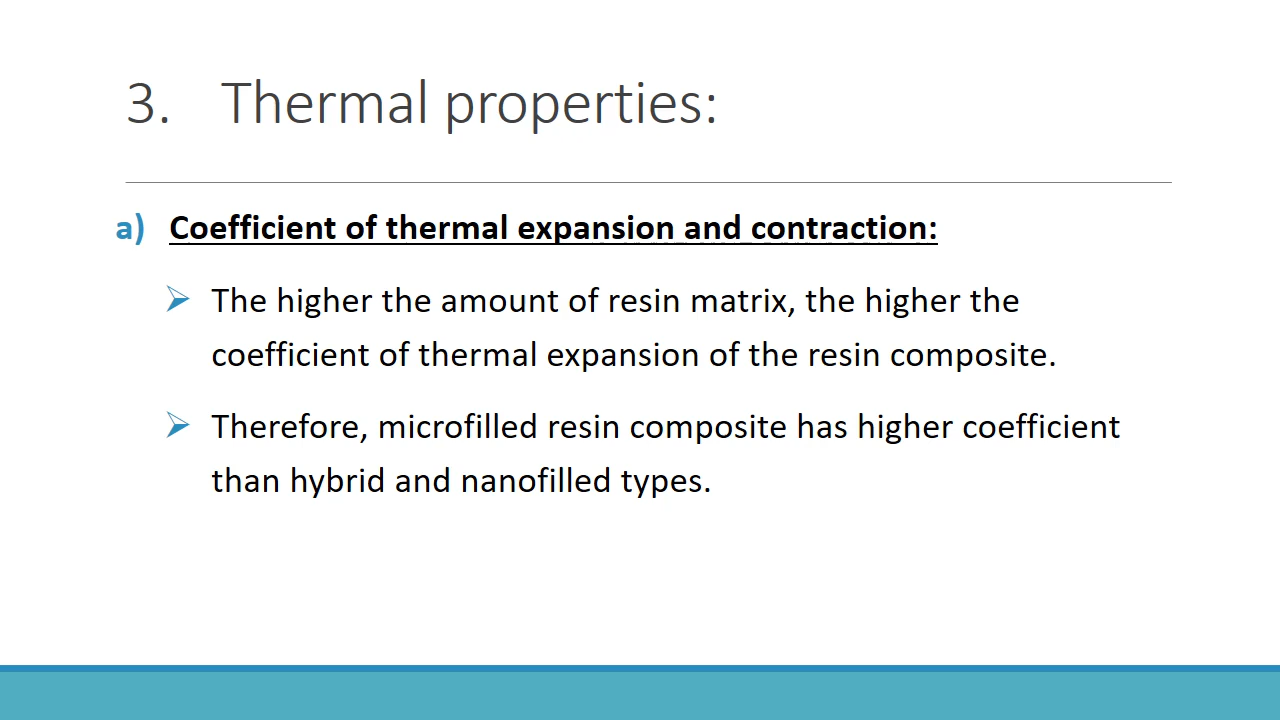 3. Thermal properties:
a) Coefficient of thermal expansion and contraction:
The higher the amount of resin matrix, the higher the
coefficient of thermal expansion of the resin composite.
Therefore, microfilled resin composite has higher coefficient
than hybrid and nanofilled types.